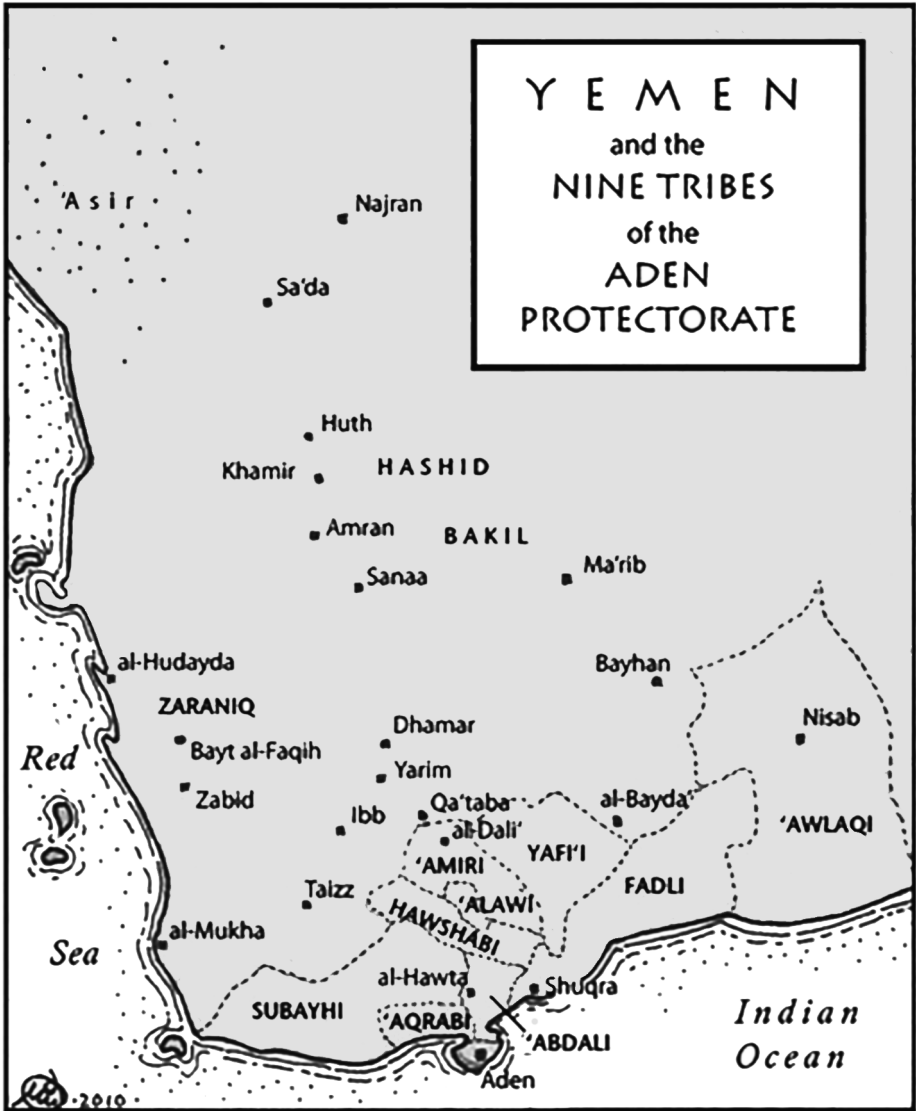 YEMEN
and the
NINE TRIBES
of the
ADEN
PROTECTORATE
'Asir
Najran
Sa'da
Huth
Khamir
HASHID
Amran
BAKIL
Sanaa
Ma'rib
al-Hudayda
Bayhan
ZARANIQ
Nisab
Dhamar
Red
Bayt al-Faqih
Yarim
Zabid
Qa'taba
al-Bayda'
Ibb
al-Dali'
'AWLAQI
YAFI'I
'AMIRI
FADLI
Taizz
'ALAWI
HAWSHABI
al-Mukha
Sea
al-Hawta
Shuqra
SUBAYHI
AQRABI
Indian
'ABDALI
Ocean
Aden
2010